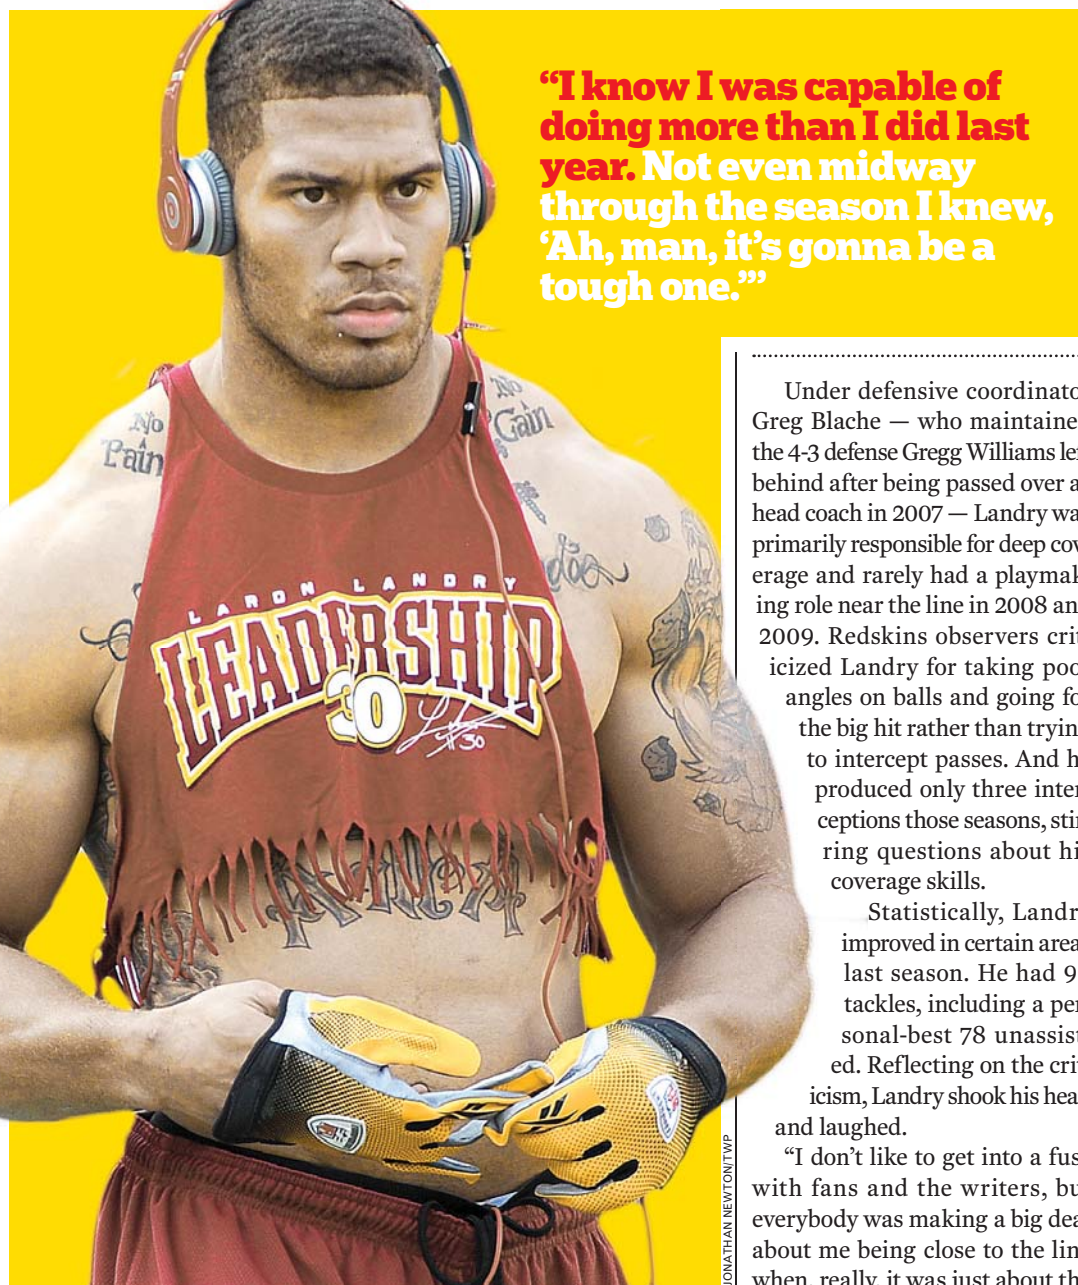 “I know I was capable of
doing more than I did last
year. Not even midway
through the season I knew,
‘Ah, man, it’s gonna be a
tough one.’”
No
Pain
No
Gain
LARON LANDRY
LEADERSHIP
30
#30
Under defensive coordinato
Greg Blache — who maintaine
the 4-3 defense Gregg Williams le
behind after being passed over a
head coach in 2007 — Landry wa
primarily responsible for deep cov
erage and rarely had a playmak
ing role near the line in 2008 an
2009. Redskins observers crit
icized Landry for taking poo
angles on balls and going fo
the big hit rather than tryin
to intercept passes. And h
produced only three inter
ceptions those seasons, stir
ring questions about hi
coverage skills.
Statistically, Landr
improved in certain area
last season. He had 9
tackles, including a per
sonal-best 78 unassist
ed. Reflecting on the crit
icism, Landry shook his hea
and laughed.
“I don’t like to get into a fus
with fans and the writers, bu
everybody was making a big dea
about me being close to the lin
when, really, it was just about th
JONATHAN NEWTON/TWP